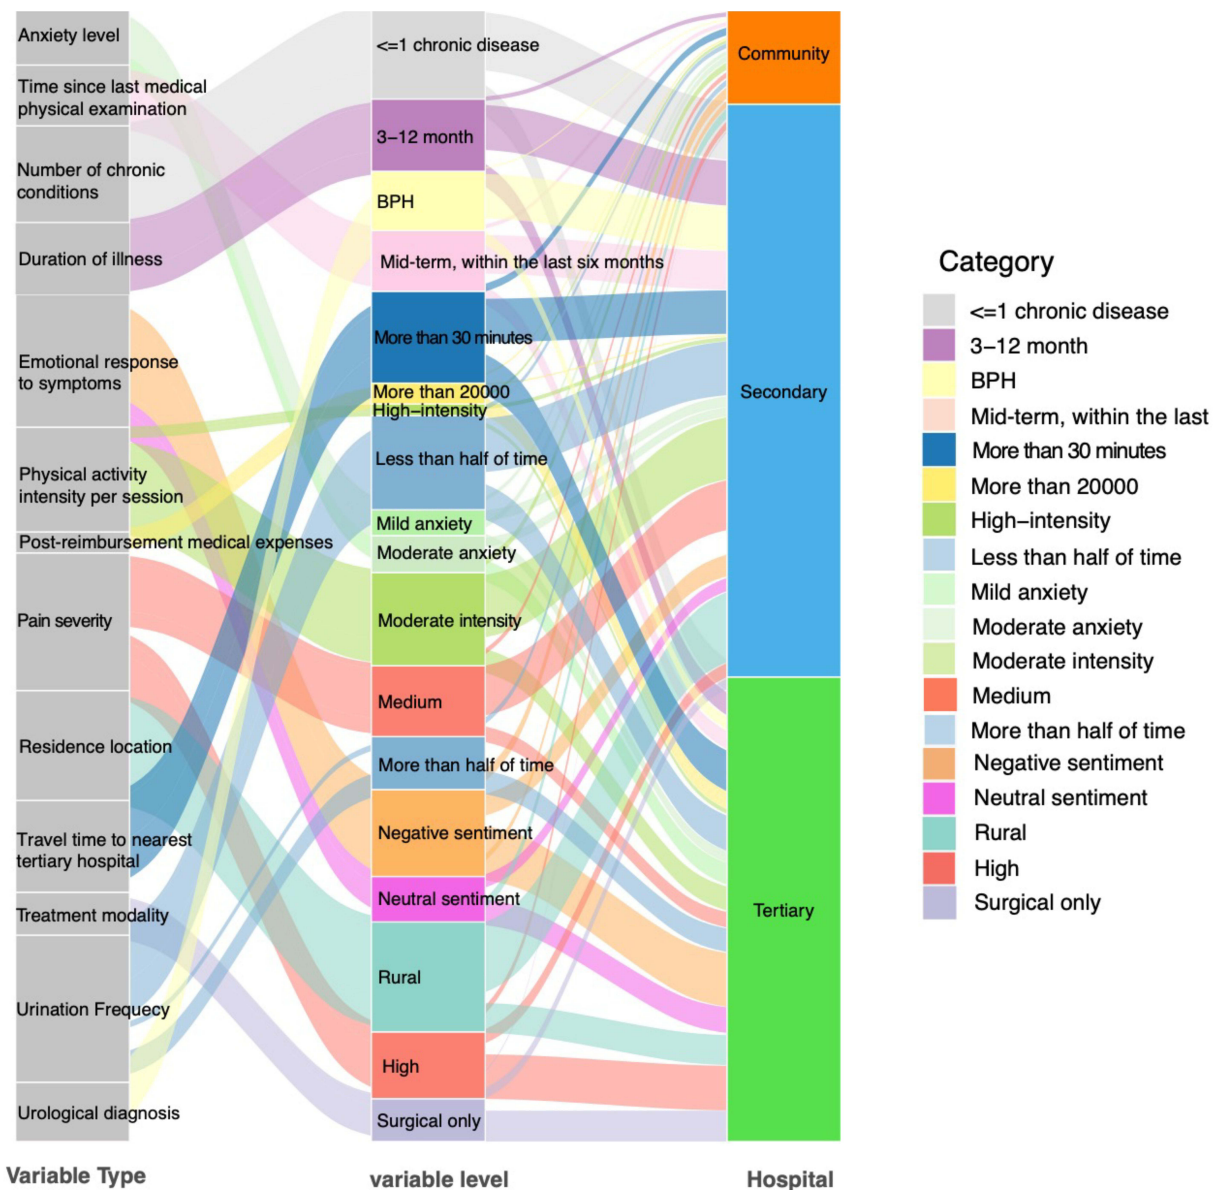 Anxiety level
Time since last medical
physical examination
Number of chronic
conditions
Duration of illness
Emotional response
to symptoms
Physical activity
intensity per session
Post-reimbursement medical expenses
Pain severity
Residence location
Travel time to nearest
tertiary hospital
Treatment modality
Urination Frequecy
Urological diagnosis
Variable Type
<=1 chronic disease
3–12 month
BPH
Mid-term, within the last six months
More than 30 minutes
More than 20000
High–intensity
Less than half of time
Mild anxiety
Moderate anxiety
Moderate intensity
Medium
More than half of time
Negative sentiment
Neutral sentiment
Rural
High
Surgical only
variable level
Community
Secondary
Tertiary
Hospital
Category
<=1 chronic disease
3–12 month
BPH
Mid-term, within the last
More than 30 minutes
More than 20000
High–intensity
Less than half of time
Mild anxiety
Moderate anxiety
Moderate intensity
Medium
More than half of time
Negative sentiment
Neutral sentiment
Rural
High
Surgical only